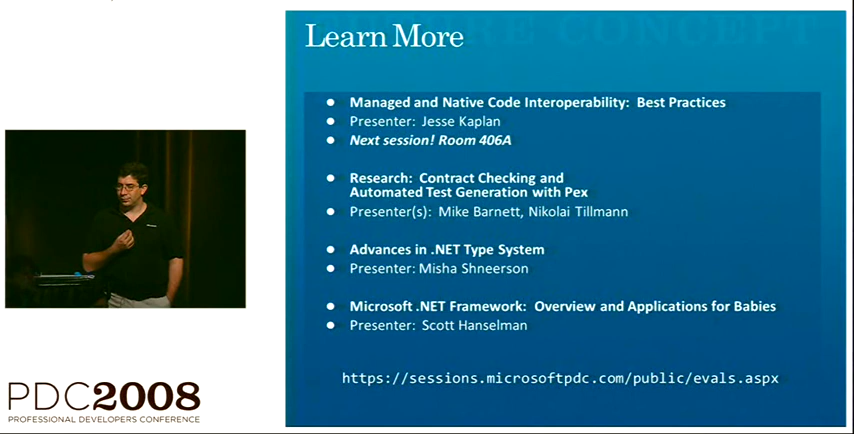 Learn More
Managed and Native Code Interoperability: Best Practices
Presenter: Jesse Kaplan
Next session! Room 406A
Research: Contract Checking and
Automated Test Generation with Pex
Presenter(s): Mike Barnett, Nikolai Tillmann
Advances in .NET Type System
Presenter: Misha Shneerson
Microsoft .NET Framework: Overview and Applications for Babies
Presenter: Scott Hanselman
https://sessions.microsoftpdc.com/public/evals.aspx
PDC2008
PROFESSIONAL DEVELOPERS CONFERENCE